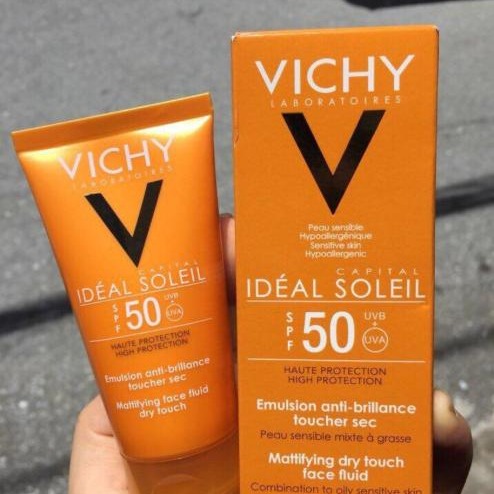 VICHY
LABORATOIRES
V
CAPITAL
IDÉAL SOLEIL
SPF 50 UVB
UVA
HAUTE PROTECTION
HIGH PROTECTION
Emulsion anti-brillance
toucher sec
Mattifying face fluid
dry touch
VICHY
LABORATOIRES
V
Peau sensible
Hypoallergénique
Sensitive skin
Hypoallergenic
CAPITAL
IDÉAL SOLEIL
SPF 50 UVB
+
UVA
HAUTE PROTECTION
HIGH PROTECTION
Emulsion anti-brillance
toucher sec
Peau sensible mixte à grasse
Mattifying dry touch
face fluid
Combination to oily sensitive skin